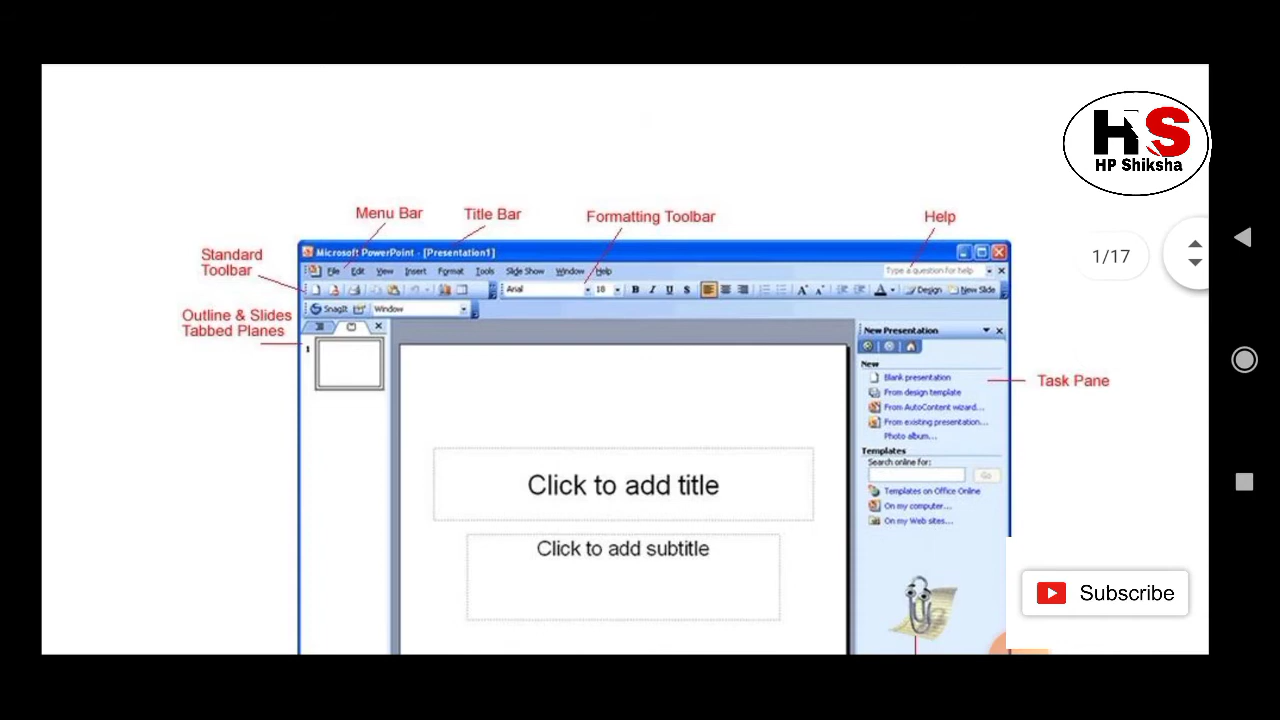 HS
HP Shiksha
Menu Bar
Title Bar
Formatting Toolbar
Help
Standard
Toolbar
1/17
Microsoft PowerPoint - [Presentation1]
File Edit View Insert Format Tools Slide Show Window Help
Type a question for help
Arial 18 B I U S A A A Design New Slide
SnagIt Window
Outline & Slides
Tabbed Planes
New Presentation
1
New
Blank presentation
Task Pane
From design template
From AutoContent wizard...
From existing presentation...
Photo album...
Templates
Search online for:
Go
Click to add title
Templates on Office Online
On my computer...
On my Web sites...
Click to add subtitle
Subscribe